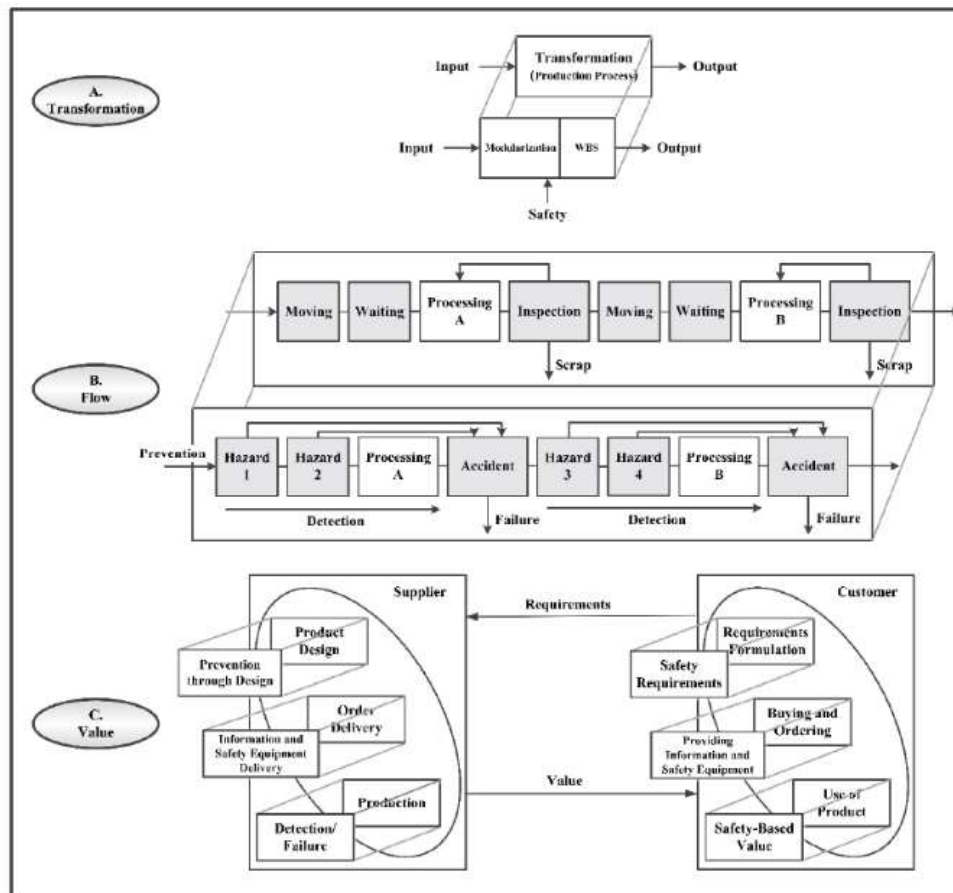 A.
Transformation
Input
Transformation
(Production Process)
Output
Input
Modularization
WBS
Output
Safety
B.
Flow
Moving
Waiting
Processing
A
Inspection
Moving
Waiting
Processing
B
Inspection
Scrap
Scrap
Prevention
Hazard
1
Hazard
2
Processing
A
Accident
Hazard
3
Hazard
4
Processing
B
Accident
Detection
Failure
Detection
Failure
C.
Value
Supplier
Product
Design
Prevention
through Design
Order
Delivery
Information and
Safety Equipment
Delivery
Production
Detection/
Failure
Requirements
Value
Customer
Requirements
Formulation
Safety
Requirements
Buying and
Ordering
Providing
Information and
Safety Equipment
Use of
Product
Safety-Based
Value